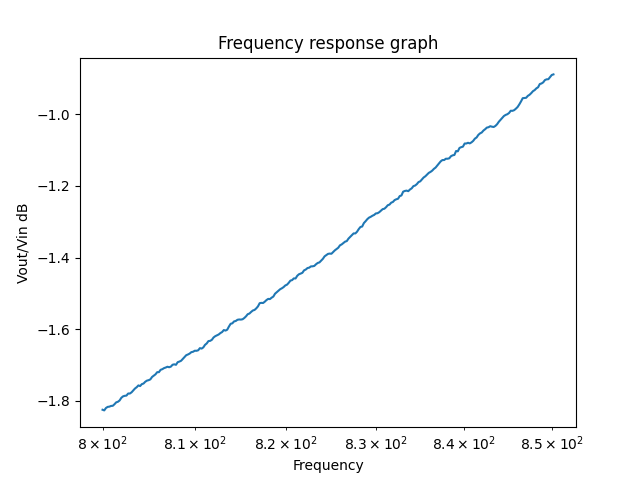 Frequency response graph
−1.0
−1.2
−1.4
−1.6
−1.8
Vout/Vin dB
8 × 10²
8.1 × 10²
8.2 × 10²
8.3 × 10²
8.4 × 10²
8.5 × 10²
Frequency